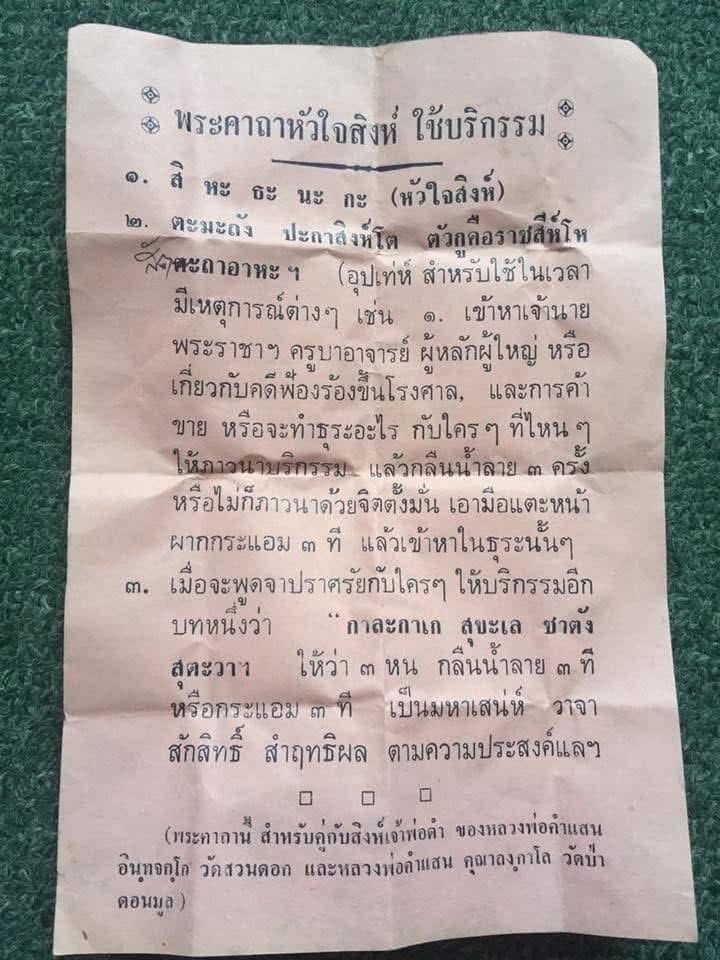 พระคาถาหัวใจสิงห์ ใช้บริกรรม
๑. สิ หะ ธะ นะ กะ (หัวใจสิงห์)
๒. ตะมะถัง ปะถาสิงห์โต ตัวกูคือราชสีห์โห
ตะถาอาหะฯ (อุปเท่ห์ สำหรับใช้ในเวลา
มีเหตุการณ์ต่างๆ เช่น ๑. เข้าหาเจ้านาย
พระราชาฯ ครูบาอาจารย์ ผู้หลักผู้ใหญ่ หรือ
เกี่ยวกับคดีฟ้องร้องขึ้นโรงศาล, และการค้า
ขาย หรือจะทำธุระอะไร กับใครๆ ที่ไหนๆ
ให้ภาวนาบริกรรม แล้วกลืนน้ำลาย ๓ ครั้ง
หรือไม่ก็ภาวนาด้วยจิตตั้งมั่น เอามือแตะหน้า
ผากกระแอม ๓ ที แล้วเข้าหาในธุระนั้นๆ
๓. เมื่อจะพูดจาปราศรัยกับใครๆ ให้บริกรรมอีก
บทหนึ่งว่า "กาละกาเก สุขะเล ชาตัง
สุตะวาฯ ให้ว่า ๓ หน กลืนน้ำลาย ๓ ที
หรือกระแอม ๓ ที เป็นมหาเสน่ห์ วาจา
สักสิทธิ์ สำฤทธิผล ตามความประสงค์แลฯ
(พระคาถานี้ สำหรับคู่กับสิงห์เจ้าพ่อดำ ของหลวงพ่อคำแสน
อินฺทจกฺโก วัดสวนดอก และหลวงพ่อคำแสน คุณาลงฺกาโล วัดป่า
ดอนมูล)